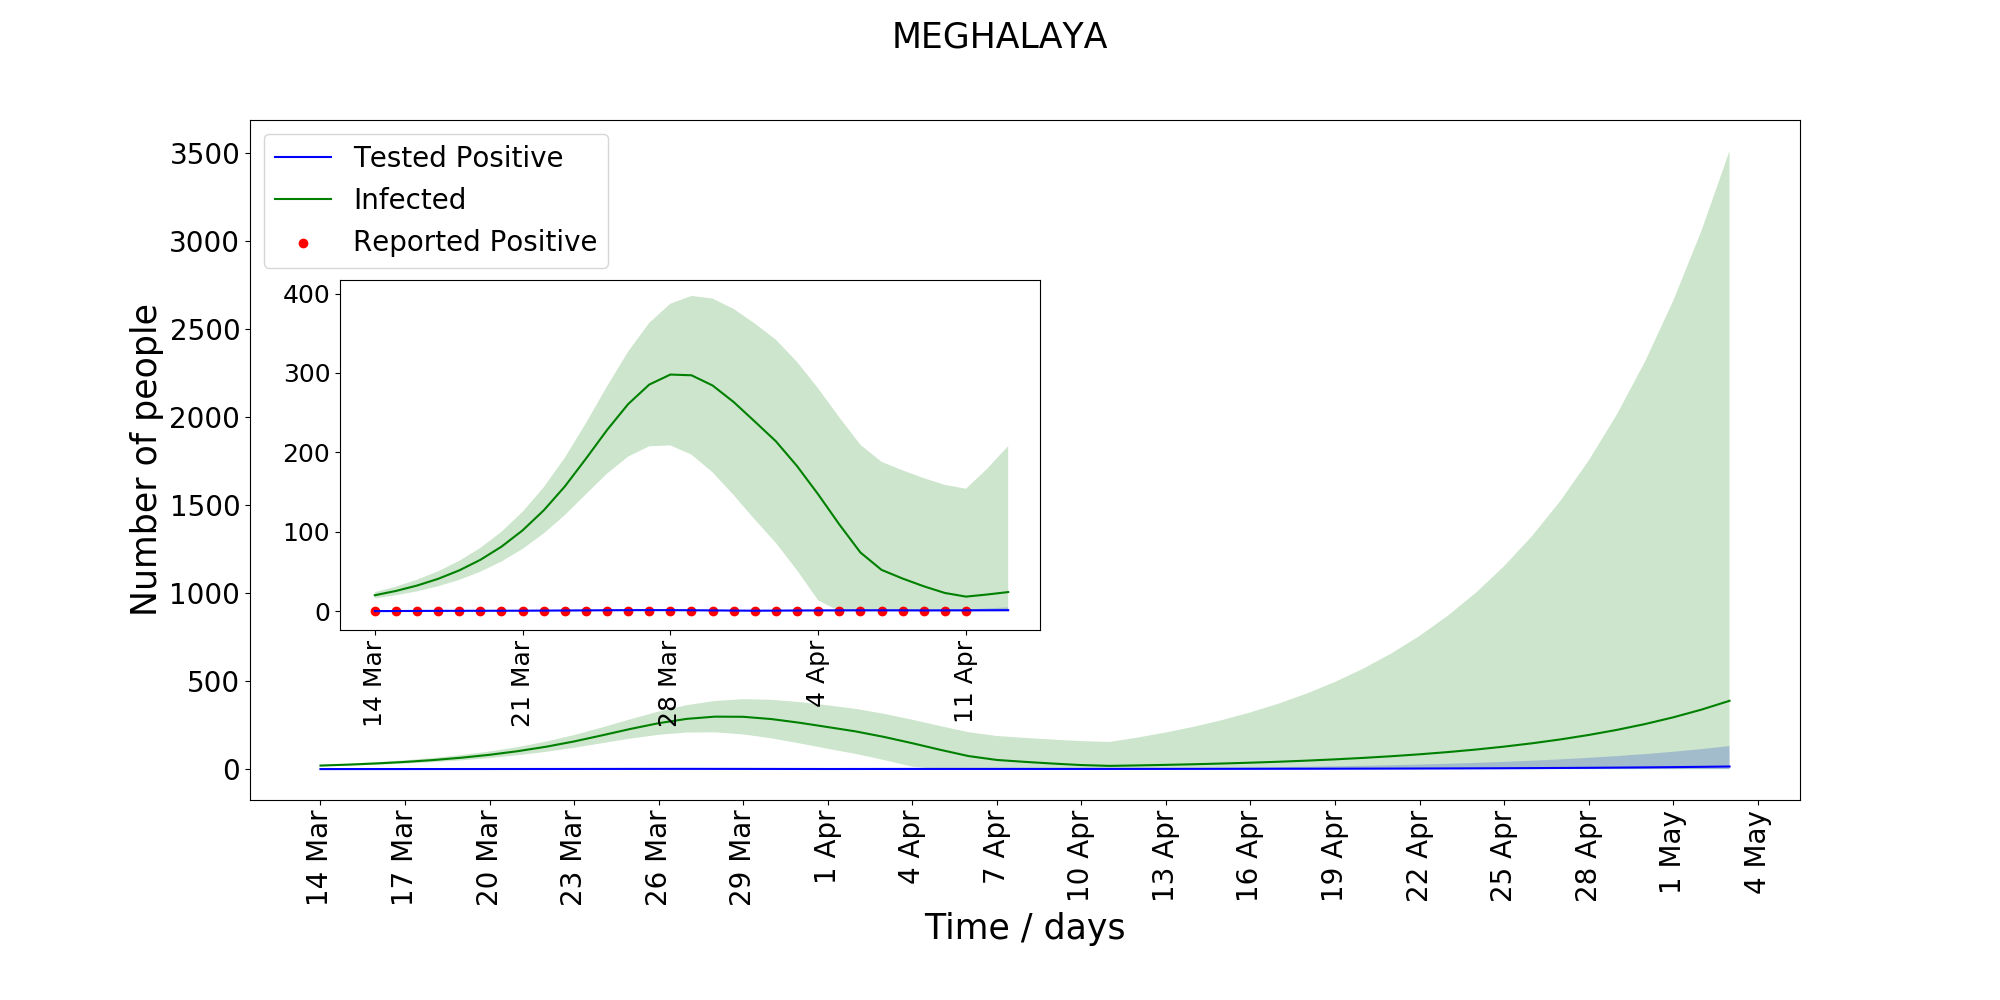 MEGHALAYA
Tested Positive
Infected
Reported Positive
Number of people
3500
3000
2500
2000
1500
1000
500
0
400
300
200
100
0
14 Mar
21 Mar
28 Mar
4 Apr
11 Apr
14 Mar
17 Mar
20 Mar
23 Mar
26 Mar
29 Mar
1 Apr
4 Apr
7 Apr
10 Apr
13 Apr
16 Apr
19 Apr
22 Apr
25 Apr
28 Apr
1 May
4 May
Time / days